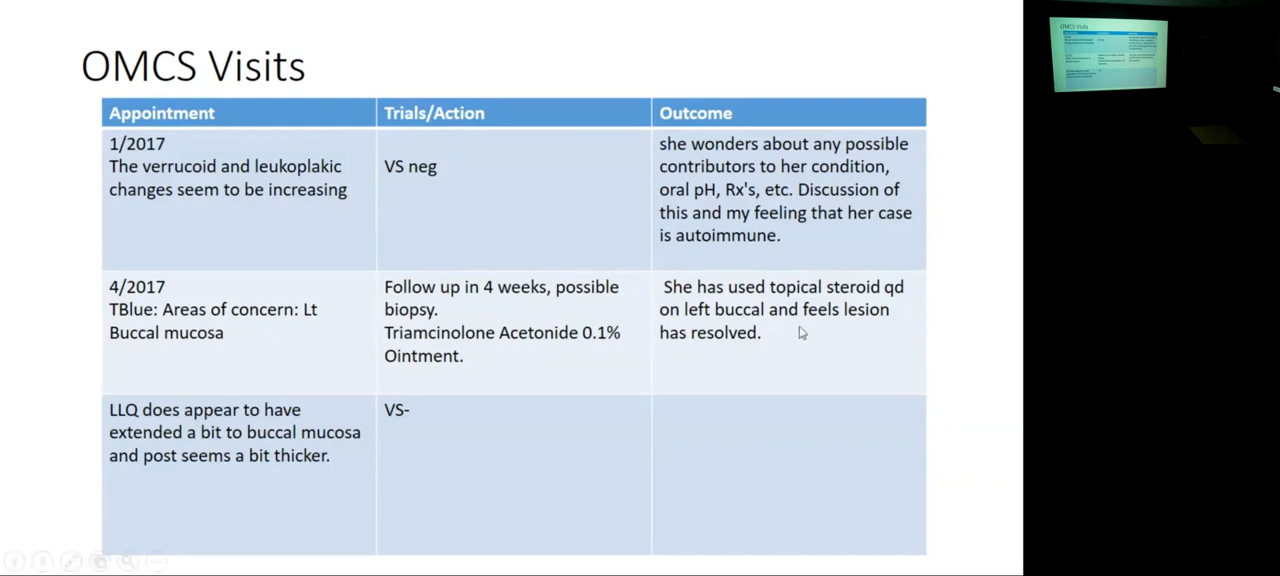 OMCS Visits
Appointment
Trials/Action
Outcome
1/2017
The verrucoid and leukoplakic
changes seem to be increasing
VS neg
she wonders about any possible
contributors to her condition,
oral pH, Rx's, etc. Discussion of
this and my feeling that her case
is autoimmune.
4/2017
TBlue: Areas of concern: Lt
Buccal mucosa
Follow up in 4 weeks, possible
biopsy.
Triamcinolone Acetonide 0.1%
Ointment.
She has used topical steroid qd
on left buccal and feels lesion
has resolved.
LLQ does appear to have
extended a bit to buccal mucosa
and post seems a bit thicker.
VS-
OMCS Visits